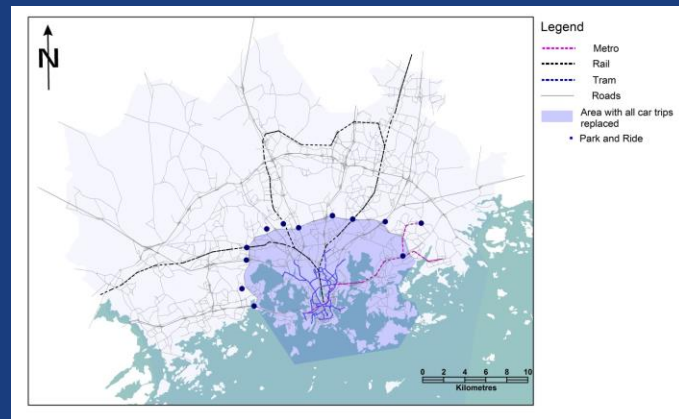 N
Legend
Metro
Rail
Tram
Roads
Area with all car trips
replaced
Park and Ride
0 2 4 6 8 10
Kilometres